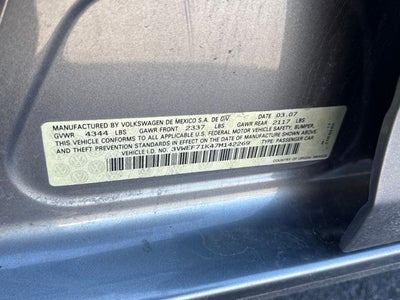 MANUFACTURED BY VOLKSWAGEN DE MEXICO S.A. DE C.V. 03.07
GVWR 4344 LBS GAWR FRONT 2337 LBS GAWR REAR 2117 LBS
THIS VEHICLE CONFORMS TO ALL APPLICABLE U.S. FEDERAL MOTOR VEHICLE SAFETY, BUMPER,
AND THEFT PREVENTION STANDARDS IN EFFECT ON THE DATE OF MANUFACTURE SHOWN ABOVE.
VEHICLE I.D. NO. 3VWEF71K47M142269 TYPE: PASSENGER CAR